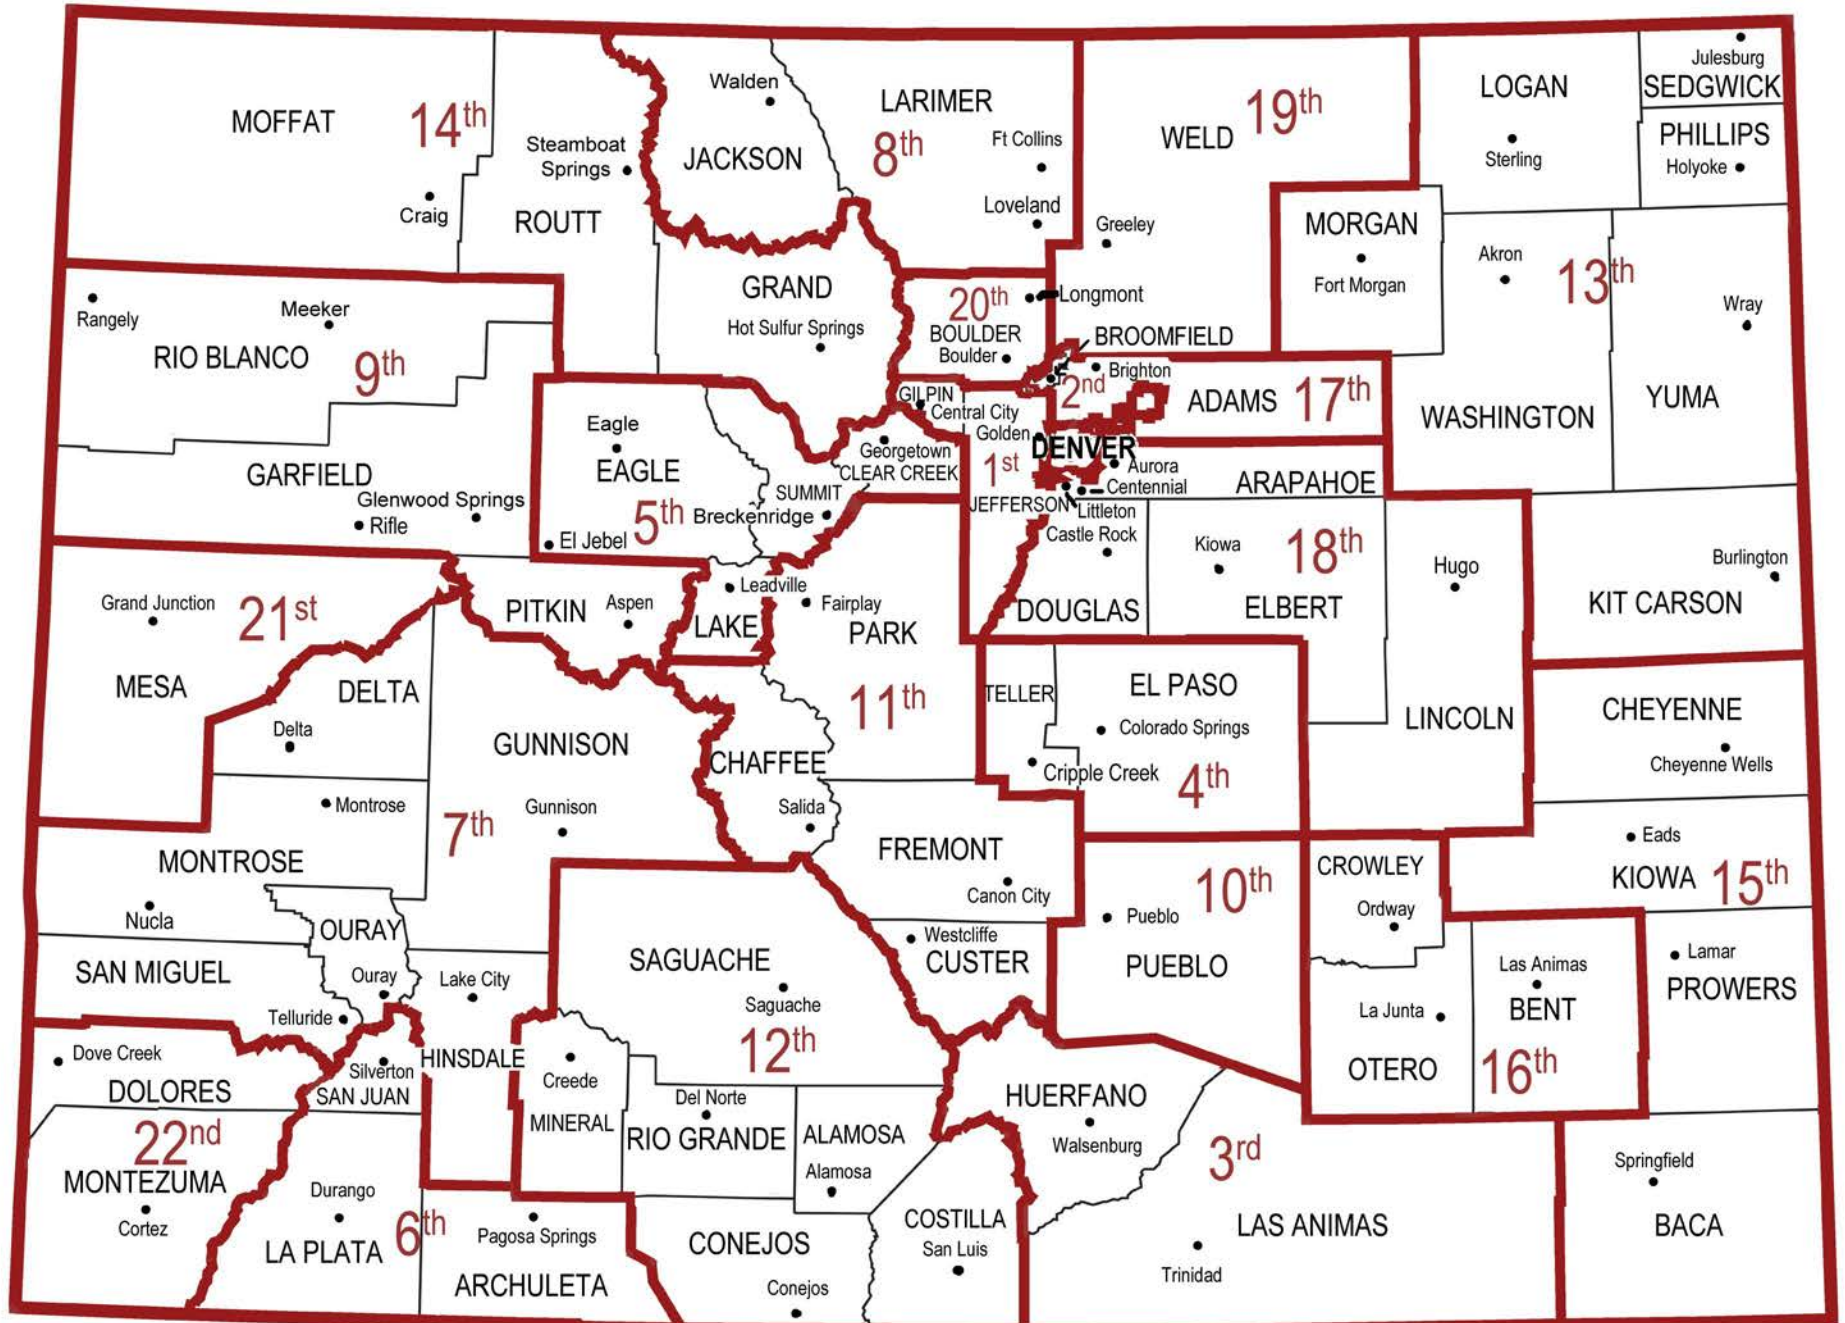 MOFFAT
14th
Craig
Steamboat
Springs
ROUTT
Walden
JACKSON
LARIMER
8th
Ft Collins
Loveland
WELD
19th
Greeley
LOGAN
Sterling
Julesburg
SEDGWICK
PHILLIPS
Holyoke
MORGAN
Fort Morgan
Akron
13th
Wray
WASHINGTON
YUMA
Rangely
Meeker
RIO BLANCO
9th
GRAND
Hot Sulfur Springs
20th
Longmont
BOULDER
Boulder
BROOMFIELD
Brighton
2nd
ADAMS
17th
GILPIN
Central City
Golden
DENVER
1st
Aurora
Centennial
ARAPAHOE
JEFFERSON
Littleton
Castle Rock
GARFIELD
Glenwood Springs
Rifle
Eagle
EAGLE
5th
El Jebel
Georgetown
CLEAR CREEK
SUMMIT
Breckenridge
Kiowa
18th
DOUGLAS
ELBERT
Hugo
LINCOLN
Burlington
KIT CARSON
Grand Junction
21st
MESA
PITKIN
Aspen
Leadville
LAKE
Fairplay
PARK
11th
DELTA
Delta
GUNNISON
Gunnison
7th
CHAFFEE
Salida
TELLER
Cripple Creek
EL PASO
Colorado Springs
4th
CHEYENNE
Cheyenne Wells
Montrose
MONTROSE
Nucla
FREMONT
Canon City
Eads
KIOWA
15th
CROWLEY
Ordway
10th
Pueblo
PUEBLO
OURAY
Ouray
SAN MIGUEL
Telluride
Lake City
HINSDALE
SAGUACHE
Saguache
12th
Westcliffe
CUSTER
Las Animas
BENT
La Junta
OTERO
16th
Lamar
PROWERS
Dove Creek
DOLORES
Silverton
SAN JUAN
22nd
MONTEZUMA
Cortez
Creede
MINERAL
Del Norte
RIO GRANDE
ALAMOSA
Alamosa
HUERFANO
Walsenburg
3rd
Durango
LA PLATA
6th
Pagosa Springs
ARCHULETA
CONEJOS
Conejos
COSTILLA
San Luis
LAS ANIMAS
Trinidad
Springfield
BACA